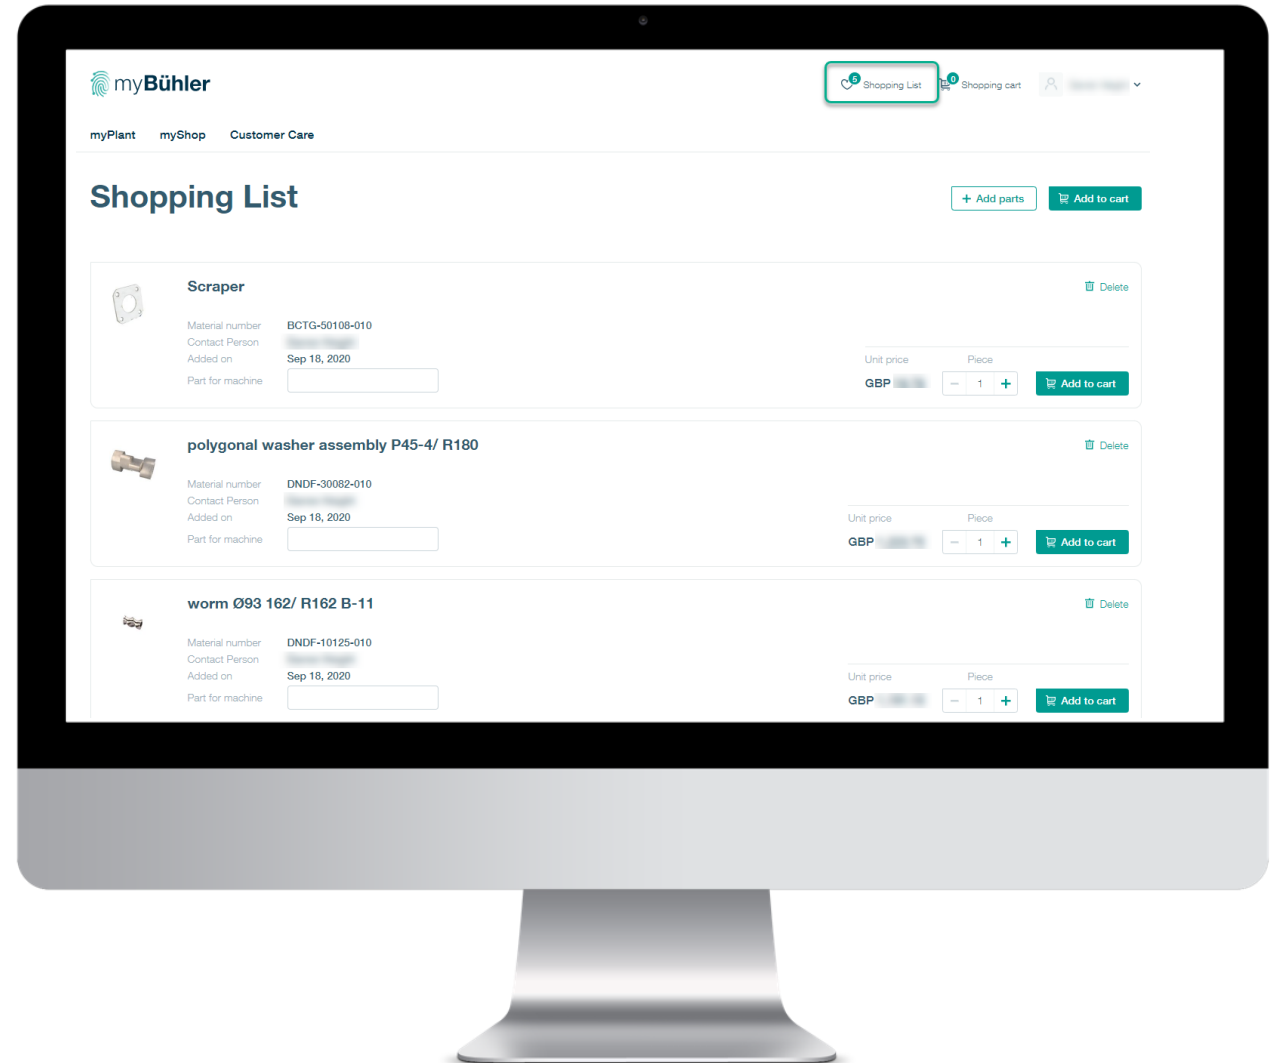 myBühler
5 Shopping List
0 Shopping cart
myPlant myShop Customer Care
Shopping List
+ Add parts
Add to cart
Scraper
Delete
Material number BCTG-50108-010
Contact Person
Added on Sep 18, 2020
Part for machine
Unit price Piece
GBP − 1 + Add to cart
polygonal washer assembly P45-4/ R180
Delete
Material number DNDF-30082-010
Contact Person
Added on Sep 18, 2020
Part for machine
Unit price Piece
GBP − 1 + Add to cart
worm Ø93 162/ R162 B-11
Delete
Material number DNDF-10125-010
Contact Person
Added on Sep 18, 2020
Part for machine
Unit price Piece
GBP − 1 + Add to cart